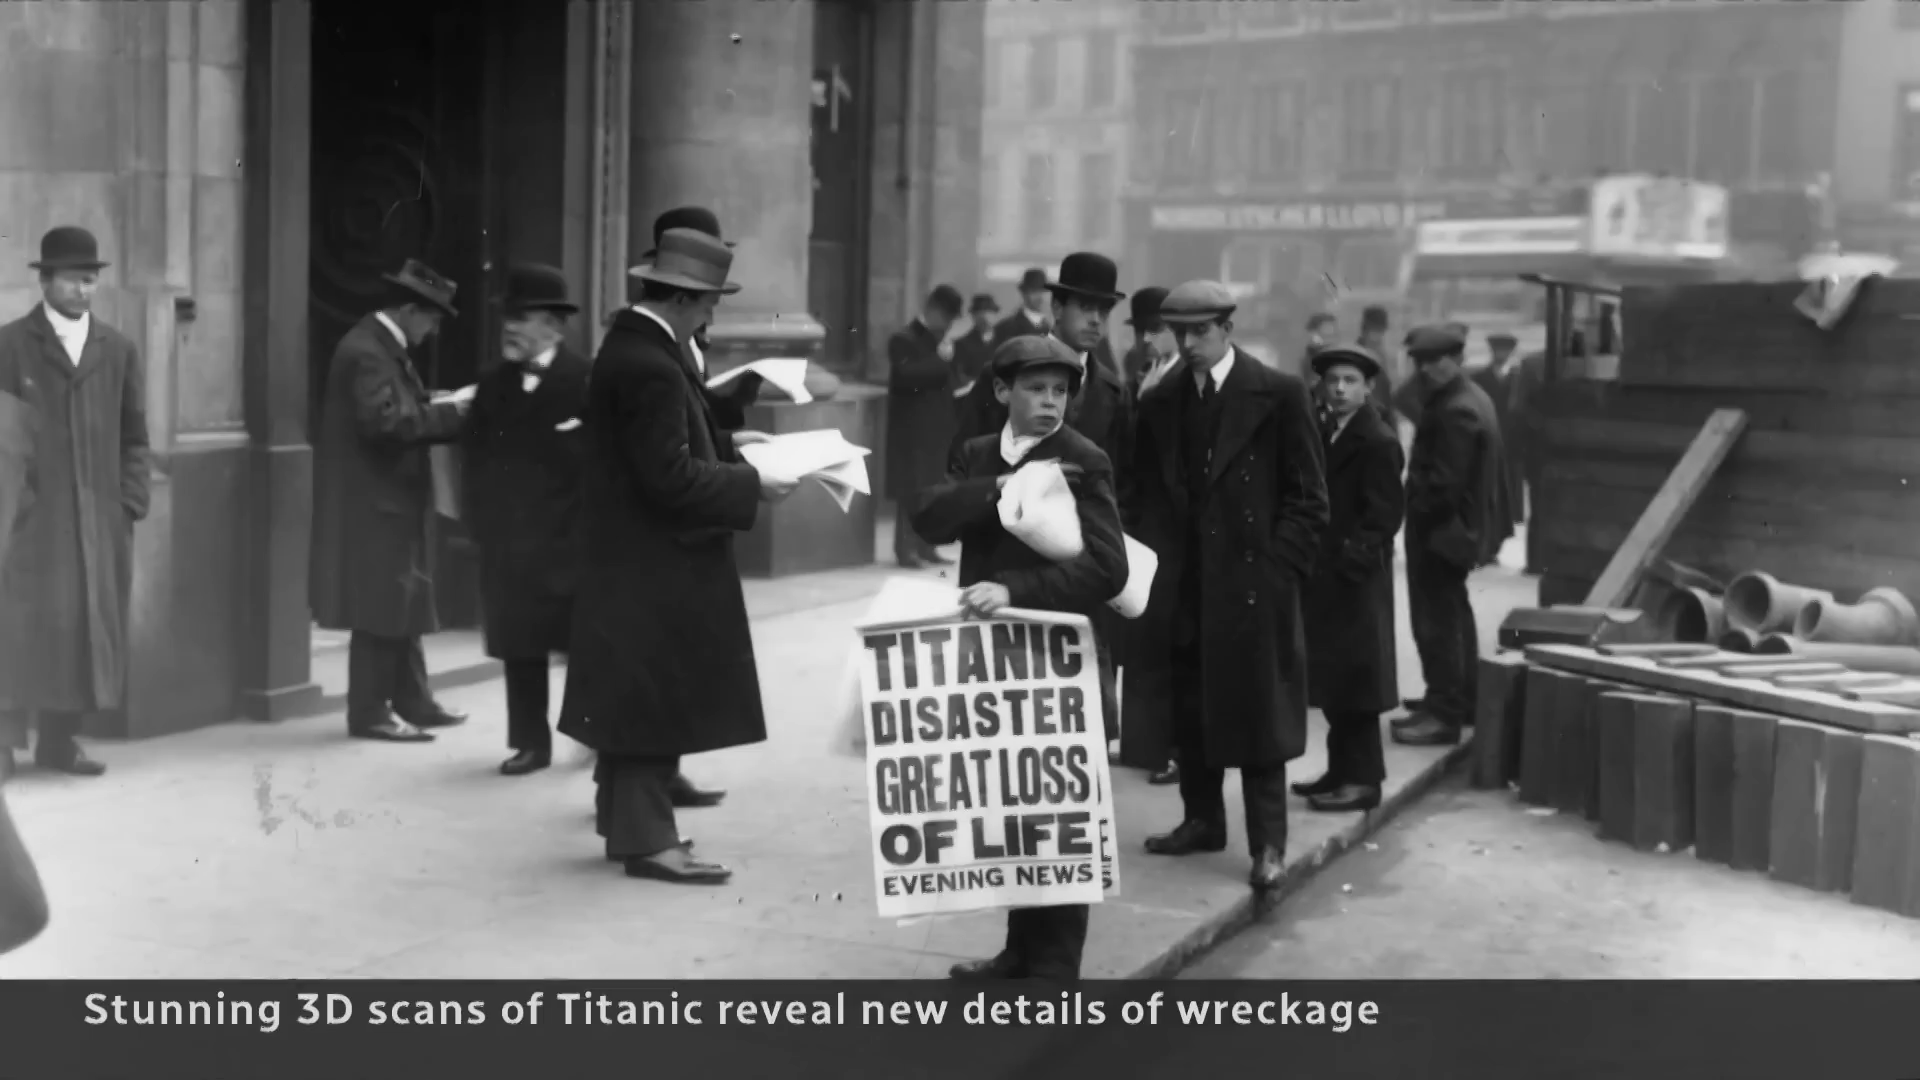 TITANIC
DISASTER
GREAT LOSS
OF LIFE
EVENING NEWS
E
S
Stunning 3D scans of Titanic reveal new details of wreckage